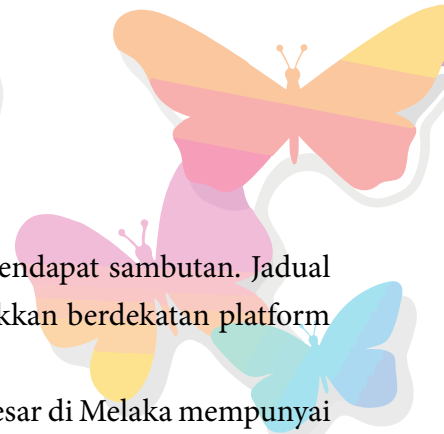 endapat sambutan. Jadual
kkan berdekatan platform
esar di Melaka mempunyai